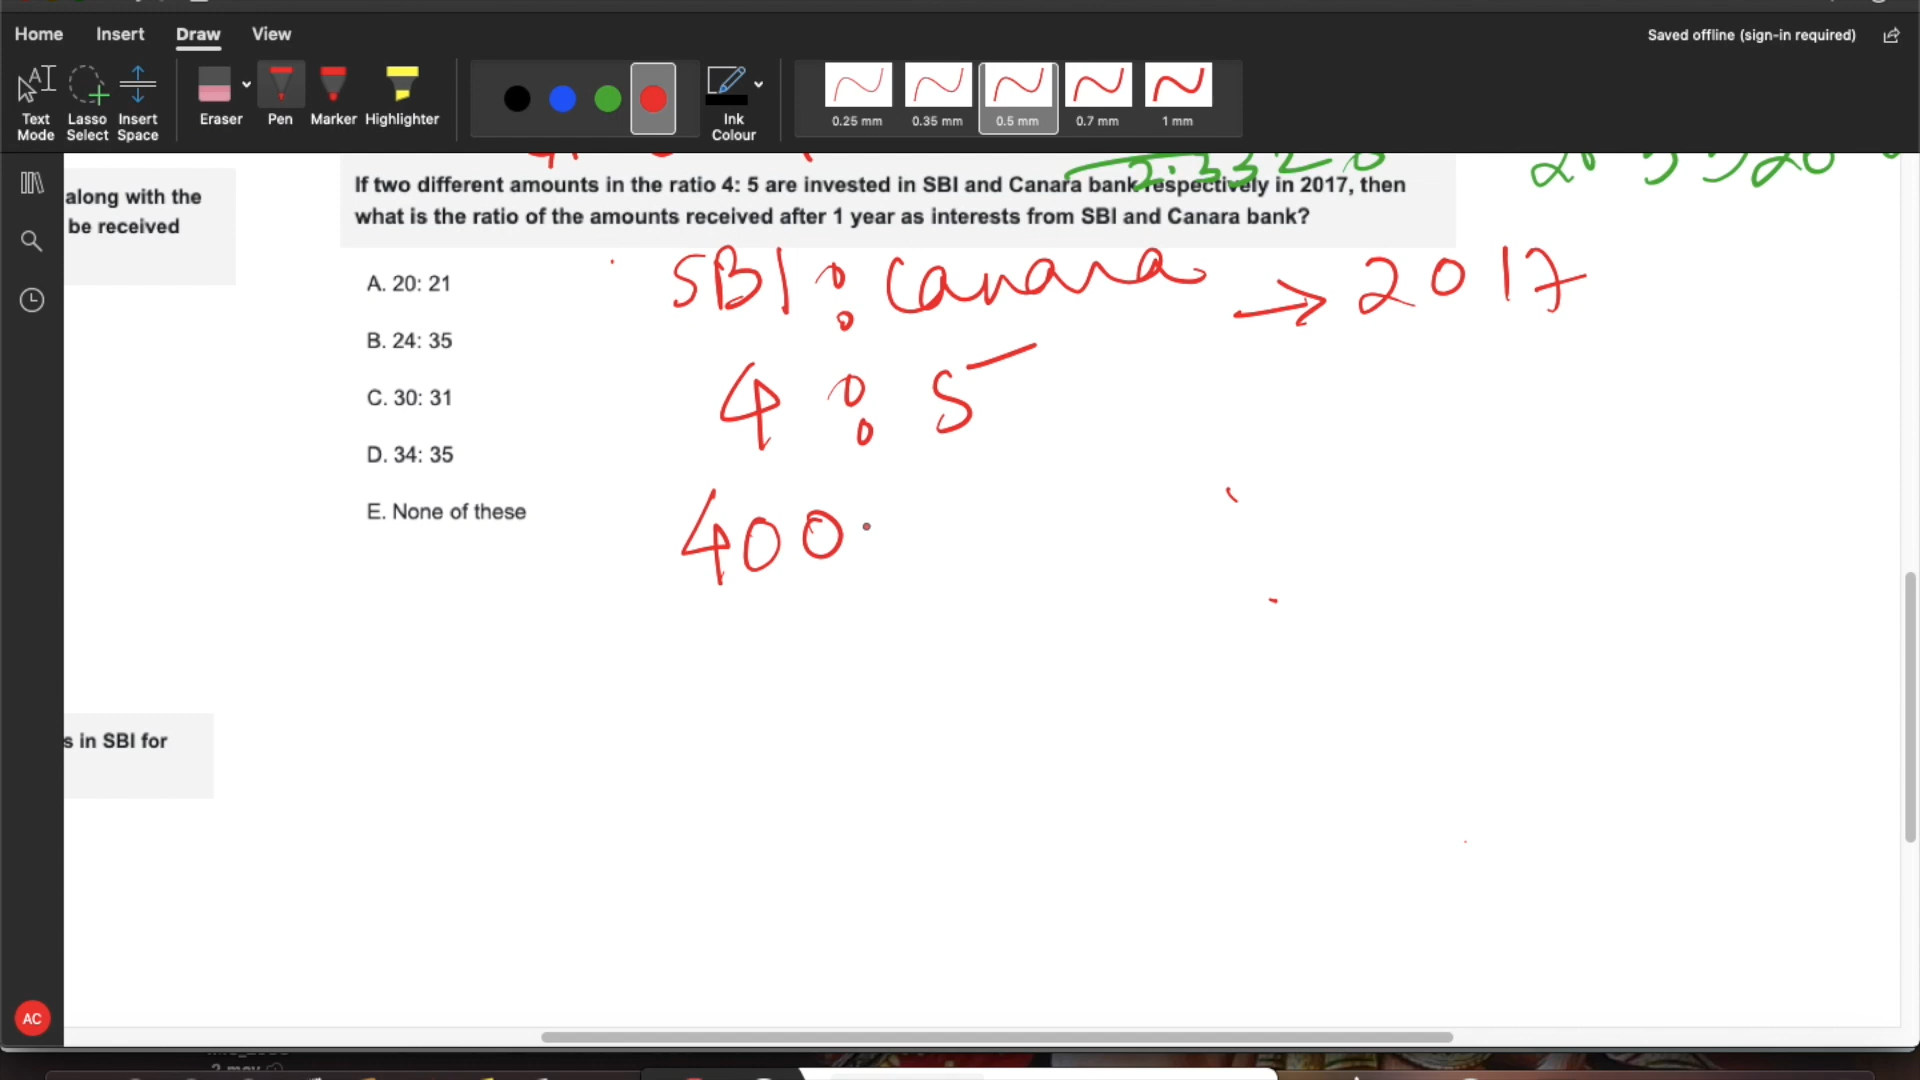 Home Insert Draw View
Saved offline (sign-in required)
Text Mode
Lasso Select
Insert Space
Eraser
Pen
Marker
Highlighter
Ink Colour
0.25 mm
0.35 mm
0.5 mm
0.7 mm
1 mm
along with the
be received
If two different amounts in the ratio 4: 5 are invested in SBI and Canara bank respectively in 2017, then
what is the ratio of the amounts received after 1 year as interests from SBI and Canara bank?
A. 20: 21
B. 24: 35
C. 30: 31
D. 34: 35
E. None of these
SBI : Canara → 2017
4 : 5
400
s in SBI for
AC